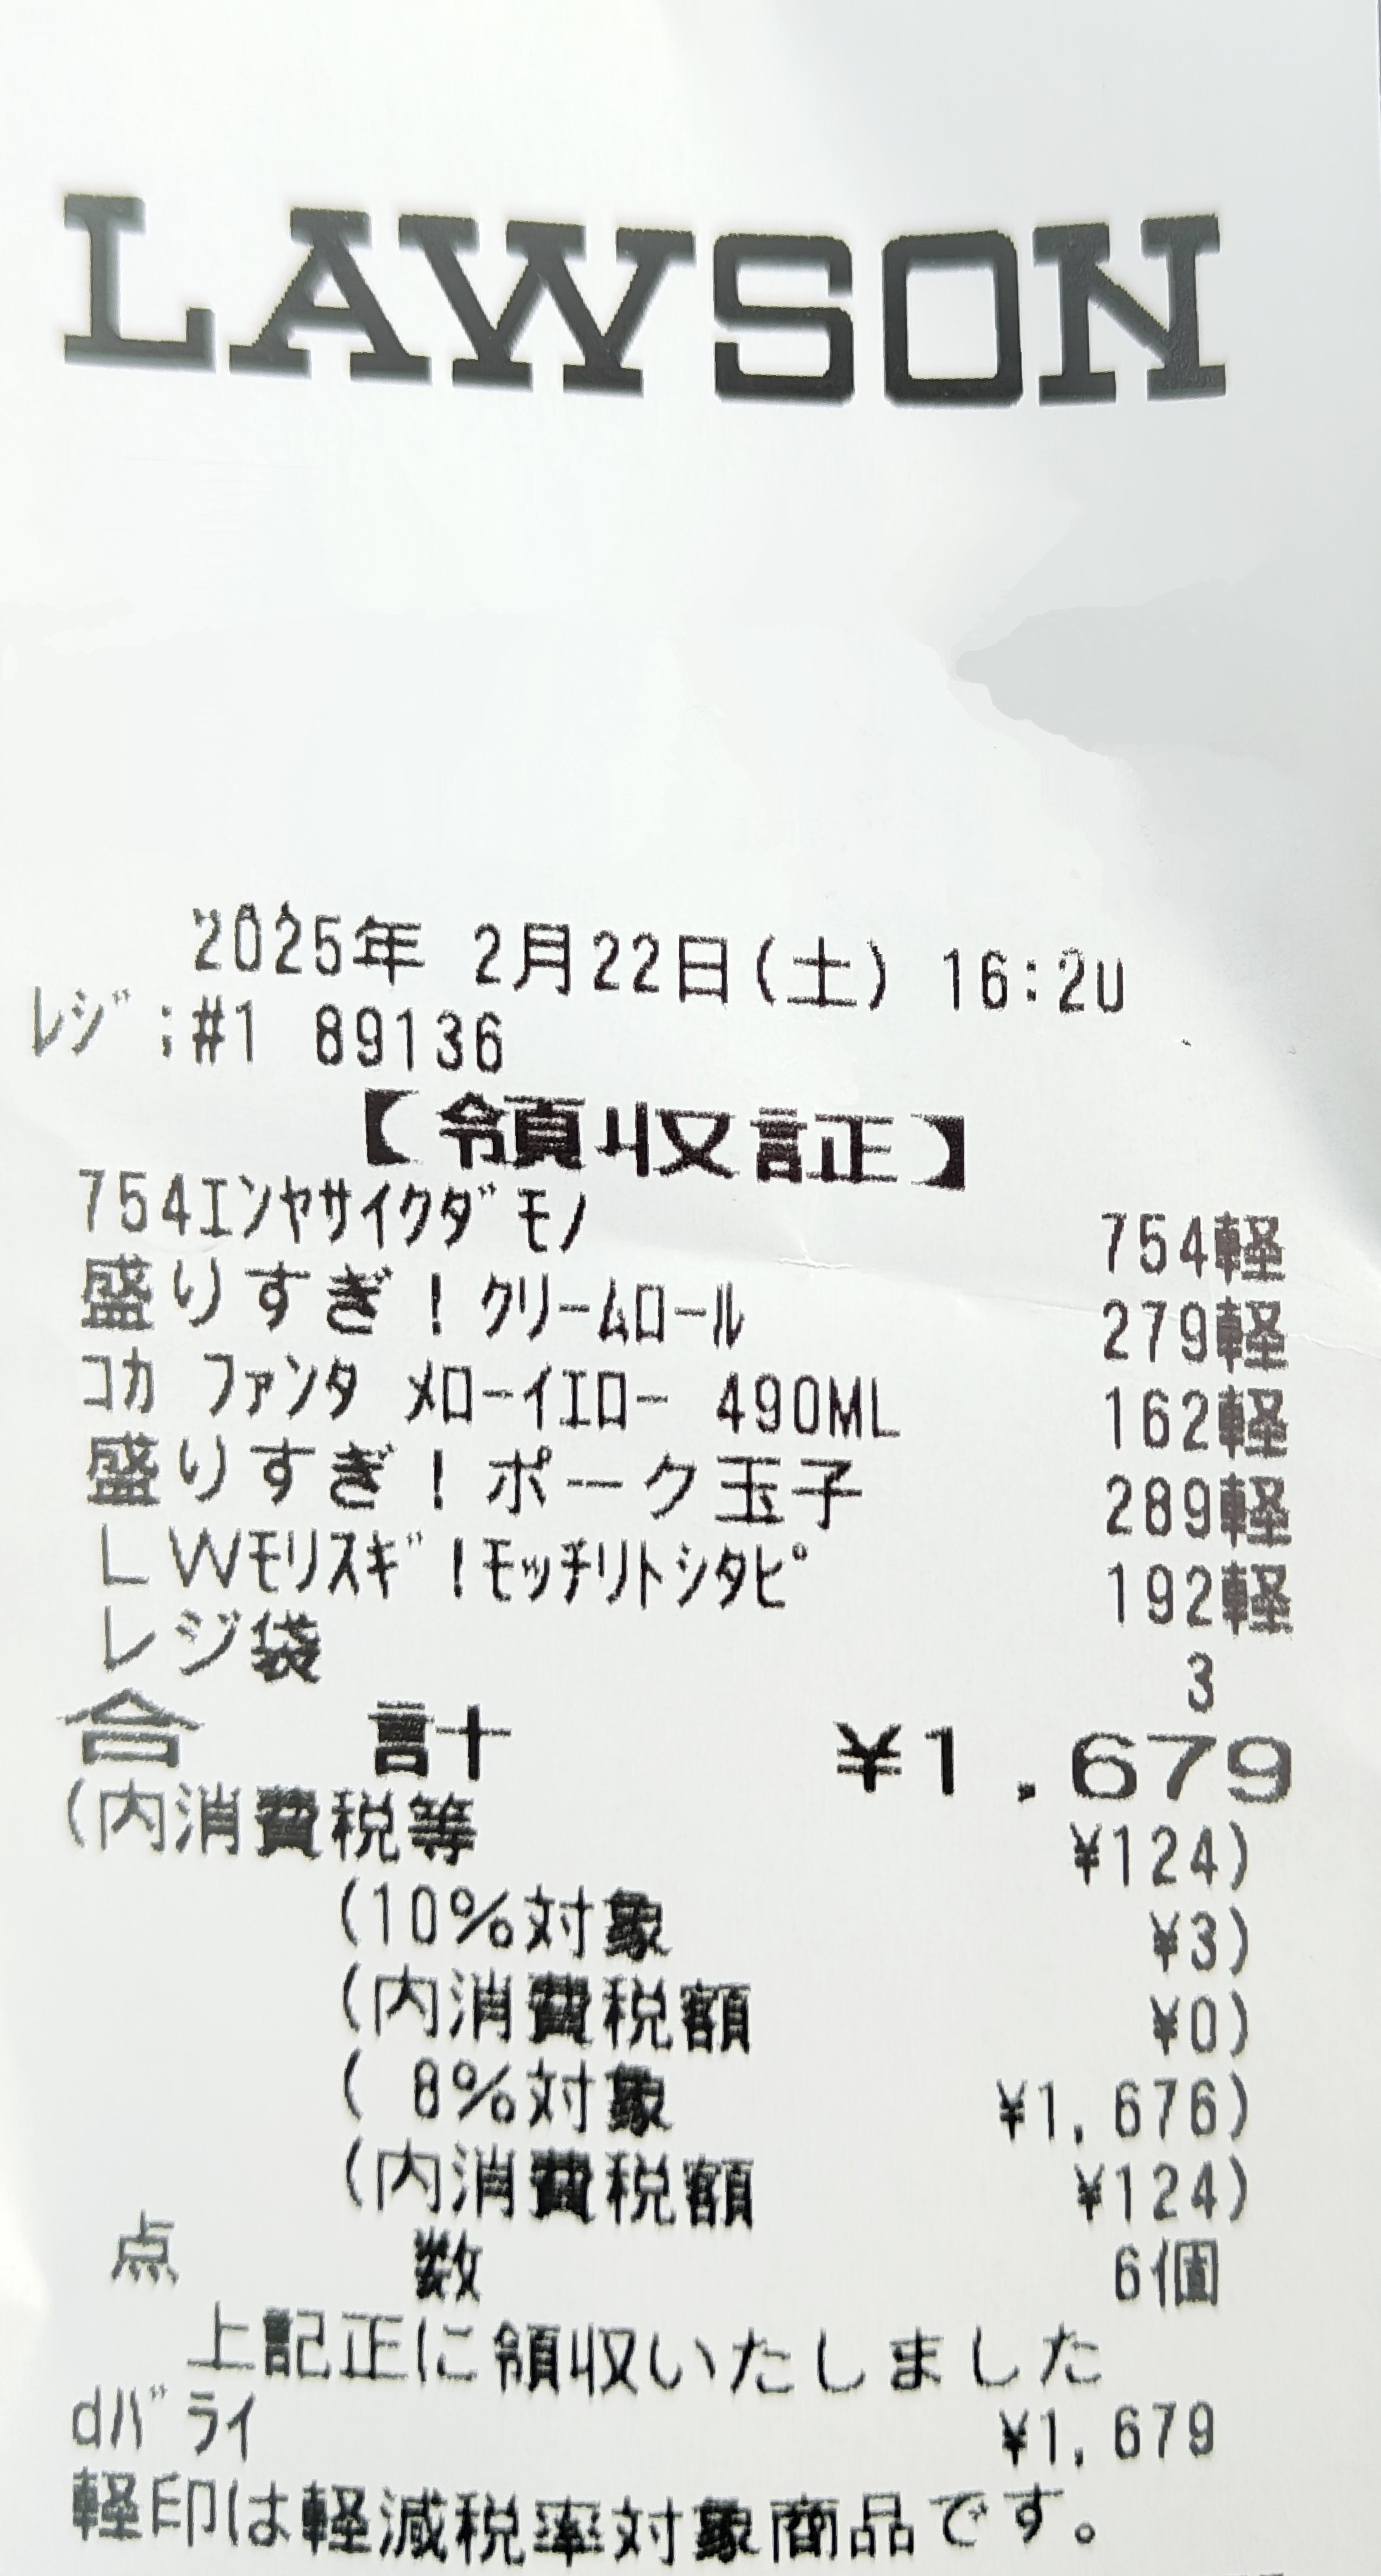 LAWSON
2025年 2月22日(土) 16:20
ﾚｼﾞ:#1 89136
【領収証】
754ｴﾝﾔｻｲｸﾀﾞﾓﾉ 754軽
盛りすぎ!ｸﾘｰﾑﾛｰﾙ 279軽
ｺｶ ﾌｧﾝﾀ ﾒﾛｰｲｴﾛｰ 490ML 162軽
盛りすぎ!ポーク玉子 289軽
LWﾓﾘｽｷﾞ!ﾓｯﾁﾘﾄｼﾀﾋﾟ 192軽
レジ袋 3
合 計 ¥1,679
(内消費税等 ¥124)
(10%対象 ¥3)
(内消費税額 ¥0)
( 8%対象 ¥1,676)
(内消費税額 ¥124)
点 数 6個
上記正に領収いたしました
dﾊﾞﾗｲ ¥1,679
軽印は軽減税率対象商品です。